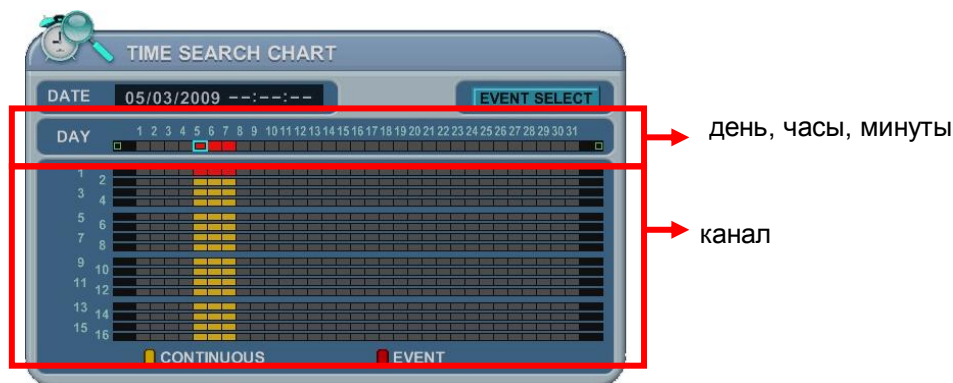 TIME SEARCH CHART
DATE 05/03/2009 --:--:-- EVENT SELECT
DAY 1 2 3 4 5 6 7 8 9 10 11 12 13 14 15 16 17 18 19 20 21 22 23 24 25 26 27 28 29 30 31
день, часы, минуты
1
2
3
4
5
6
7
8
канал
9
10
11
12
13
14
15
16
CONTINUOUS EVENT